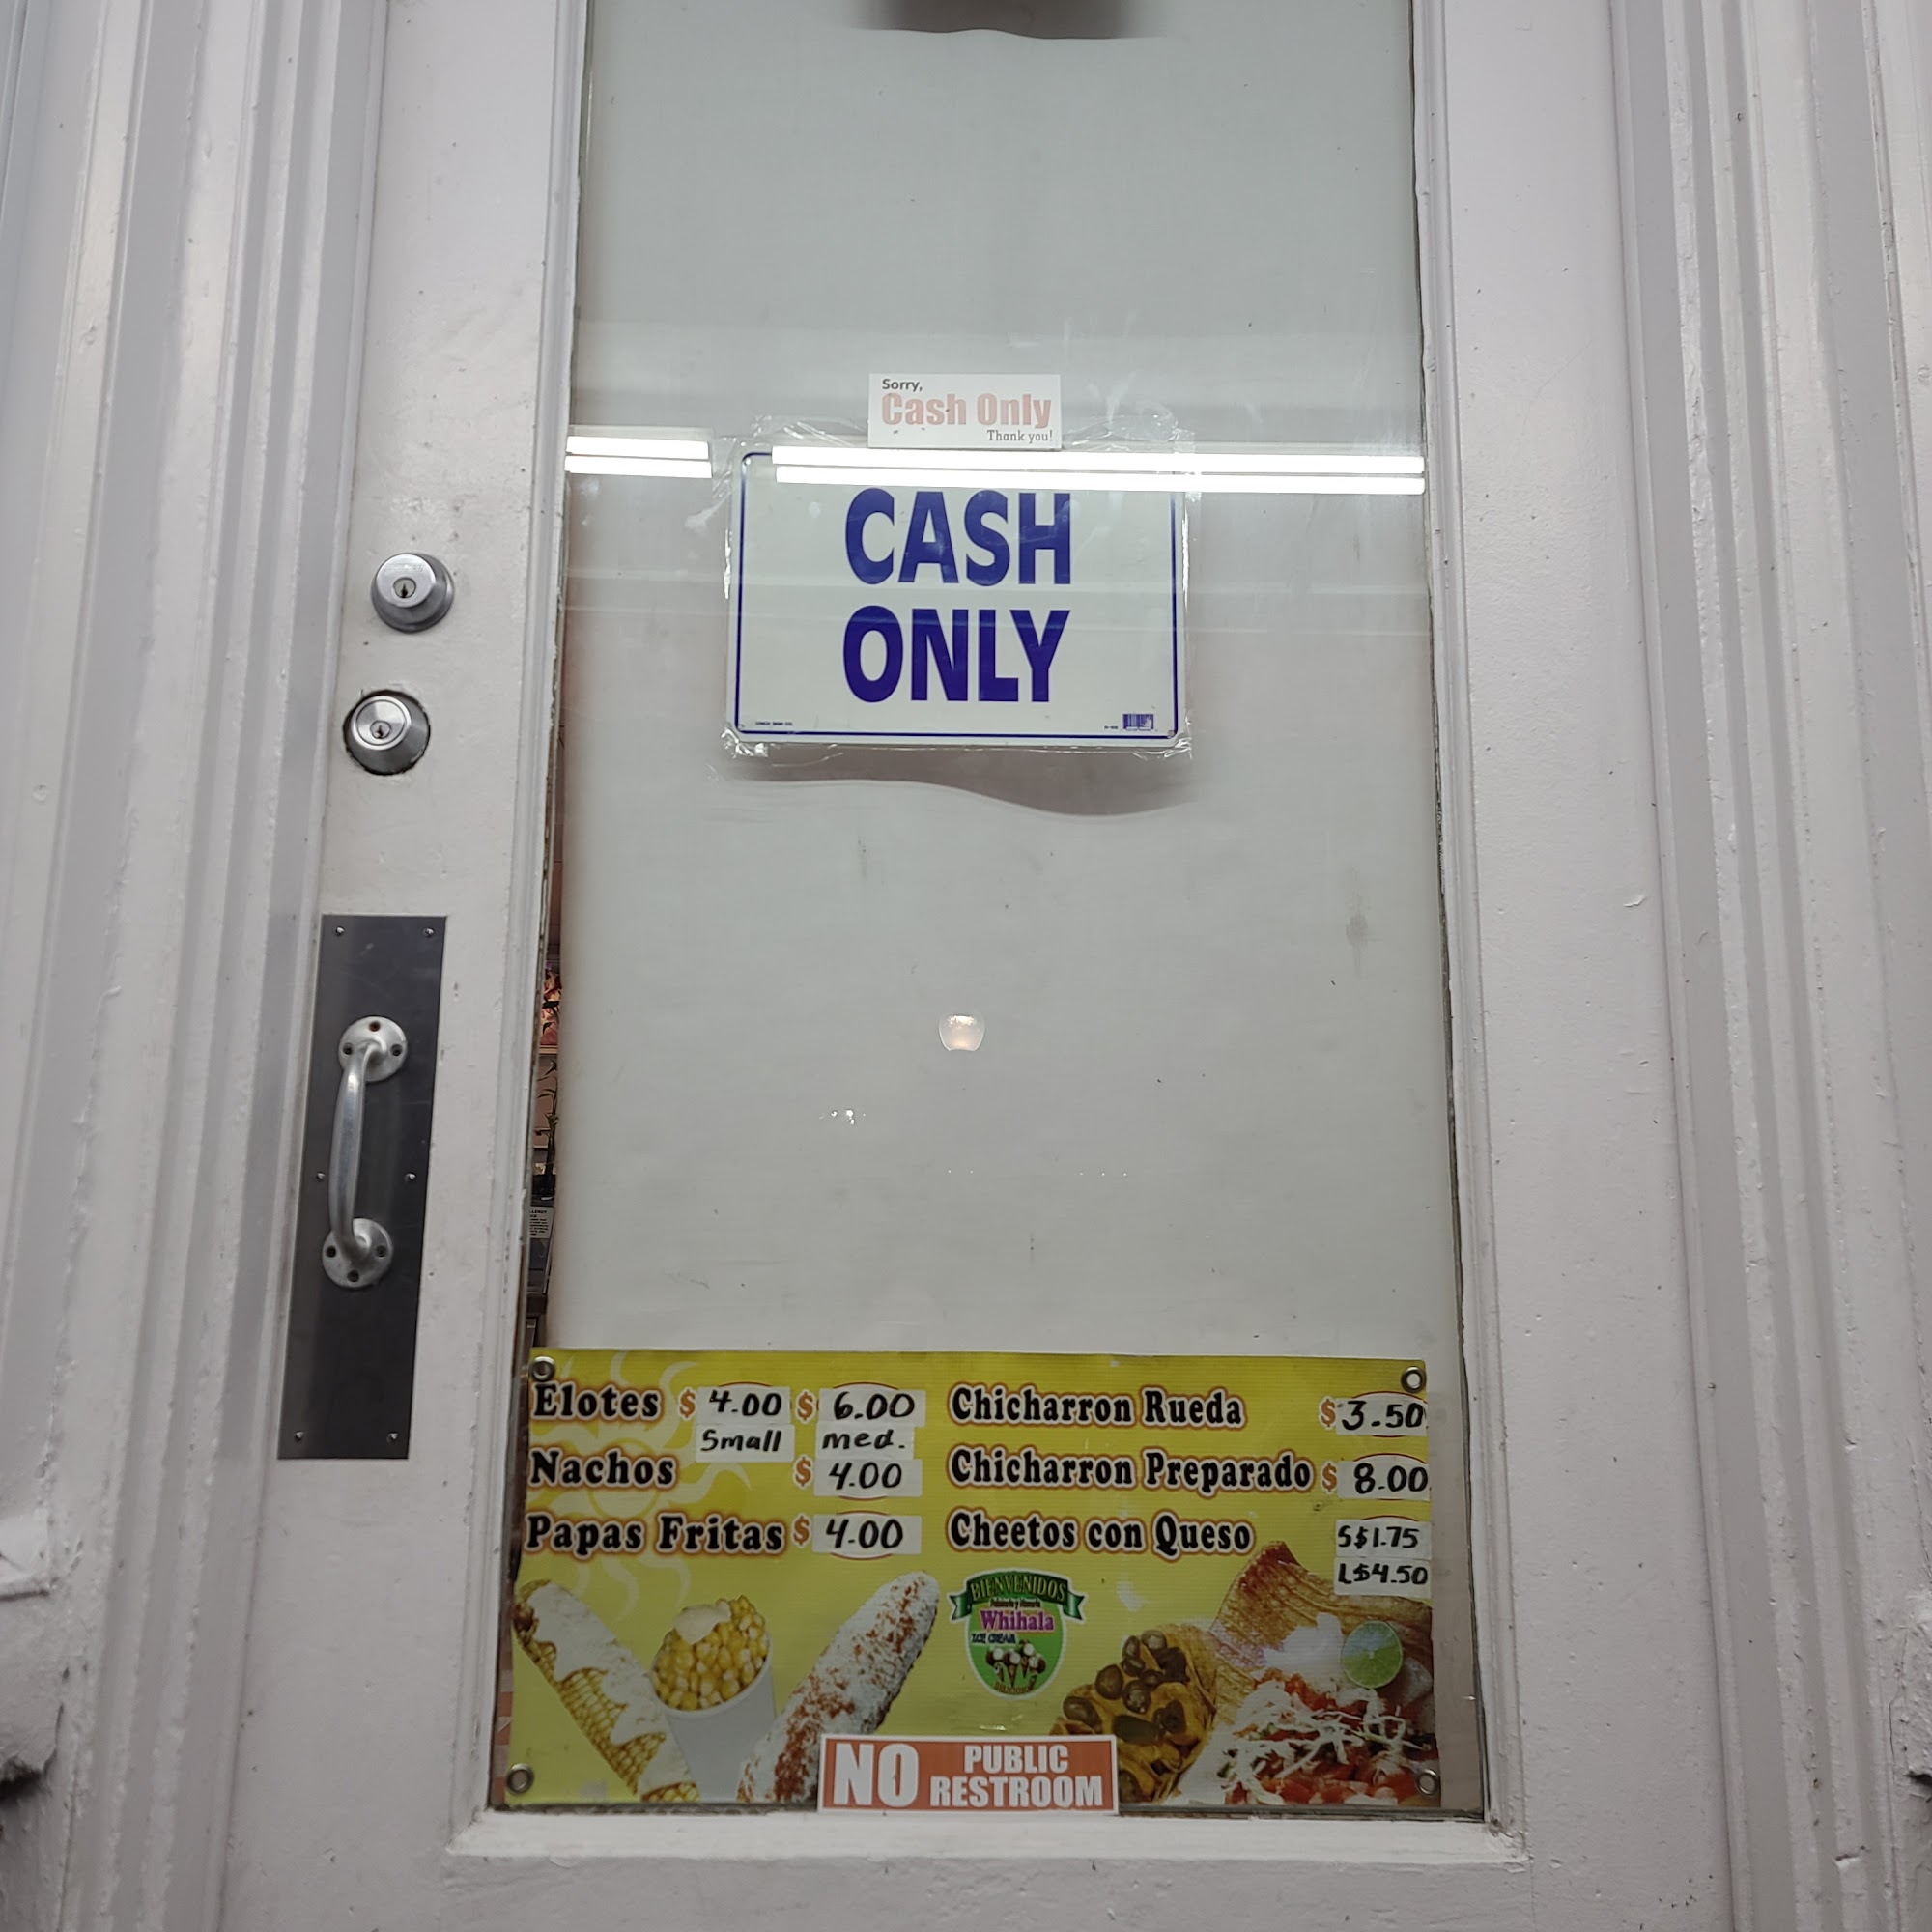 Sorry,
Cash Only
Thank you!
CASH
ONLY
Elotes $ 4.00 $ 6.00
Small med.
Nachos $ 4.00
Papas Fritas $ 4.00
Chicharron Rueda $ 3.50
Chicharron Preparado $ 8.00
Cheetos con Queso S$1.75
L$4.50
BIENVENIDOS
Whihala
ICE CREAM
NO PUBLIC
RESTROOM